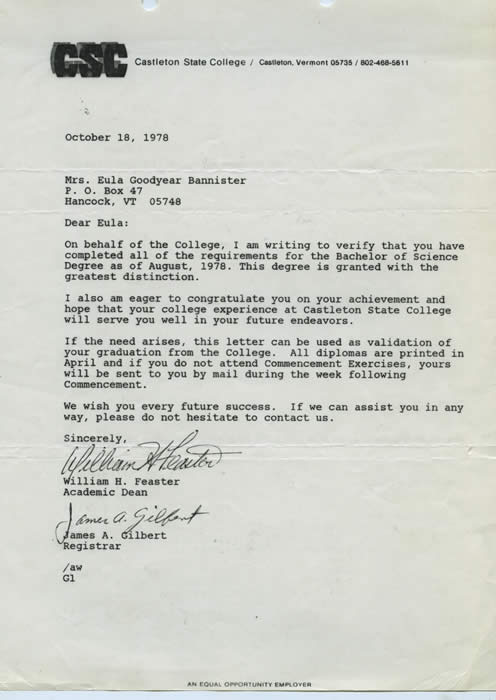 CSC Castleton State College / Castleton, Vermont 05735 / 802-468-5611
October 18, 1978
Mrs. Eula Goodyear Bannister
P. O. Box 47
Hancock, VT 05748
Dear Eula:
On behalf of the College, I am writing to verify that you have
completed all of the requirements for the Bachelor of Science
Degree as of August, 1978. This degree is granted with the
greatest distinction.
I also am eager to congratulate you on your achievement and
hope that your college experience at Castleton State College
will serve you well in your future endeavors.
If the need arises, this letter can be used as validation of
your graduation from the College. All diplomas are printed in
April and if you do not attend Commencement Exercises, yours
will be sent to you by mail during the week following
Commencement.
We wish you every future success. If we can assist you in any
way, please do not hesitate to contact us.
Sincerely,
William H Feaster
William H. Feaster
Academic Dean
James A. Gilbert
James A. Gilbert
Registrar
/aw
G1
AN EQUAL OPPORTUNITY EMPLOYER